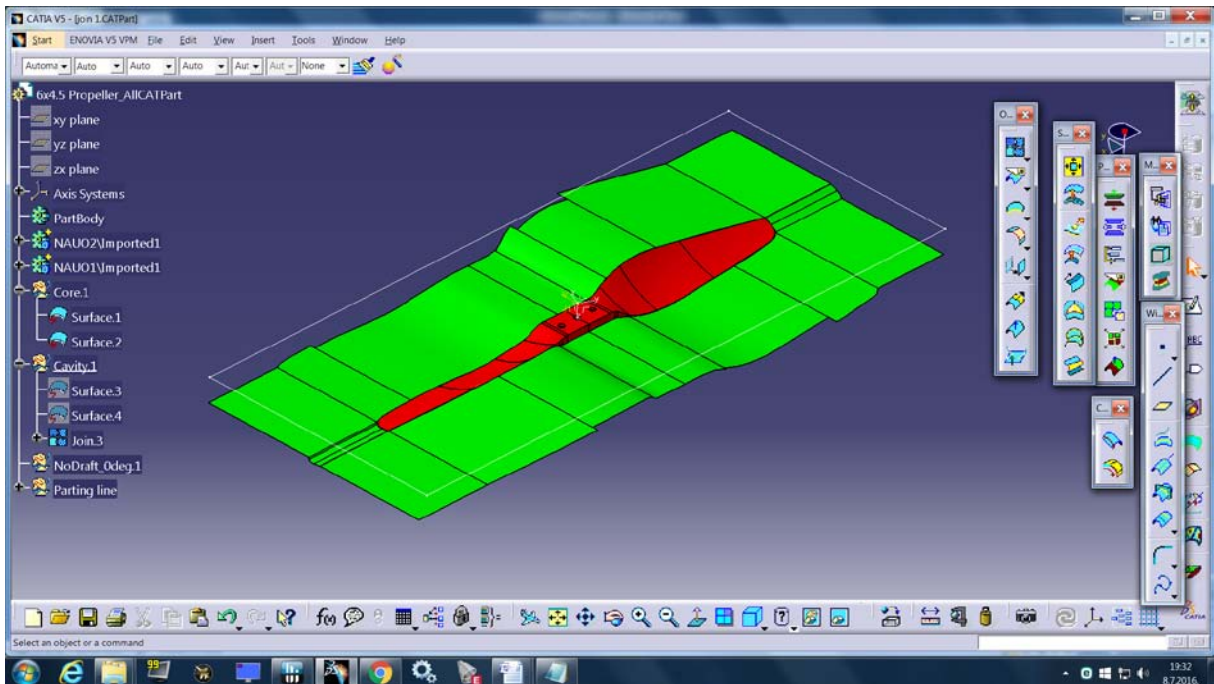 CATIA V5 - [jon 1.CATPart]
Start ENOVIA V5 VPM File Edit View Insert Tools Window Help
Automa Auto Auto Auto Aut Aut None
6x4.5 Propeller_AllCATPart
xy plane
yz plane
zx plane
Axis Systems
PartBody
NAUO2\Imported1
NAUO1\Imported1
Core.1
Surface.1
Surface.2
Cavity.1
Surface.3
Surface.4
Join.3
NoDraft_0deg.1
Parting line
O...
S...
P...
M...
Wi...
C...
f(x)
CATIA
Select an object or a command
99
19:32
8.7.2016.